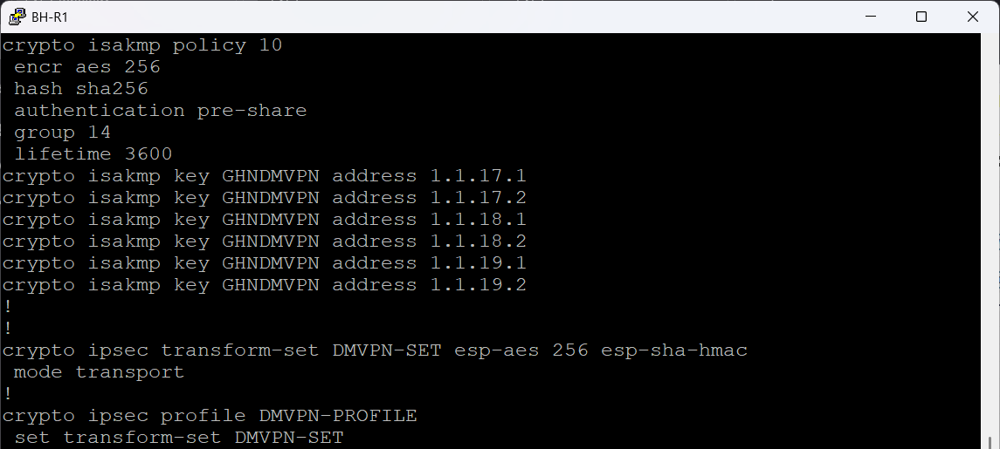 BH-R1
crypto isakmp policy 10
 encr aes 256
 hash sha256
 authentication pre-share
 group 14
 lifetime 3600
crypto isakmp key GHNDMVPN address 1.1.17.1
crypto isakmp key GHNDMVPN address 1.1.17.2
crypto isakmp key GHNDMVPN address 1.1.18.1
crypto isakmp key GHNDMVPN address 1.1.18.2
crypto isakmp key GHNDMVPN address 1.1.19.1
crypto isakmp key GHNDMVPN address 1.1.19.2
!
!
crypto ipsec transform-set DMVPN-SET esp-aes 256 esp-sha-hmac
 mode transport
!
crypto ipsec profile DMVPN-PROFILE
 set transform-set DMVPN-SET